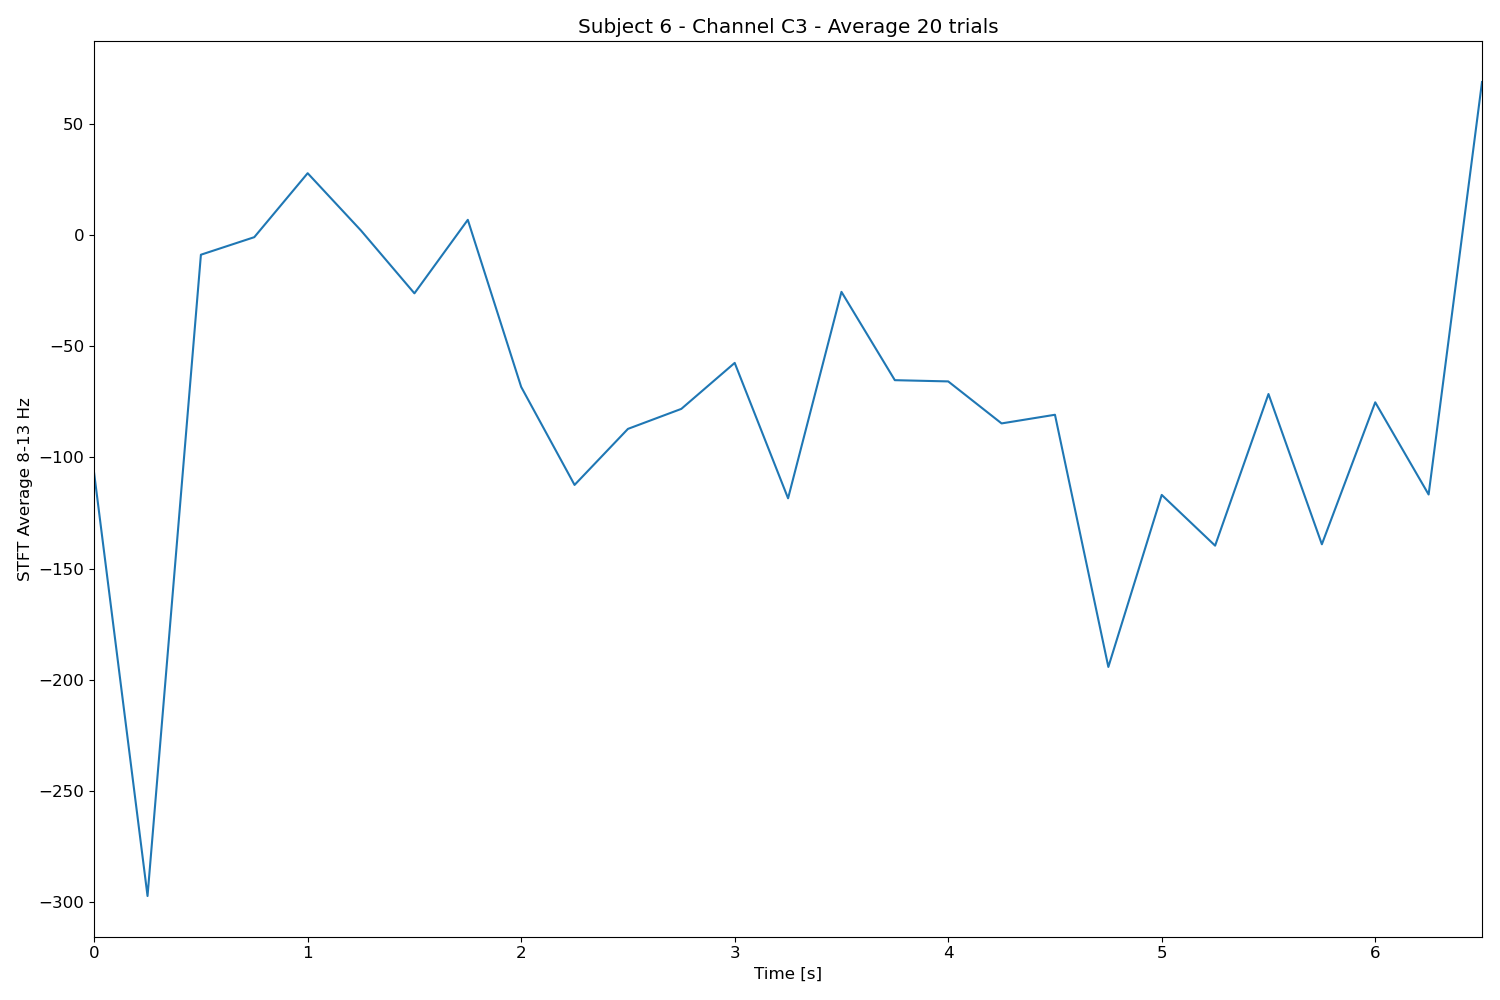 Subject 6 - Channel C3 - Average 20 trials
STFT Average 8-13 Hz
50
0
−50
−100
−150
−200
−250
−300
0 1 2 3 4 5 6
Time [s]